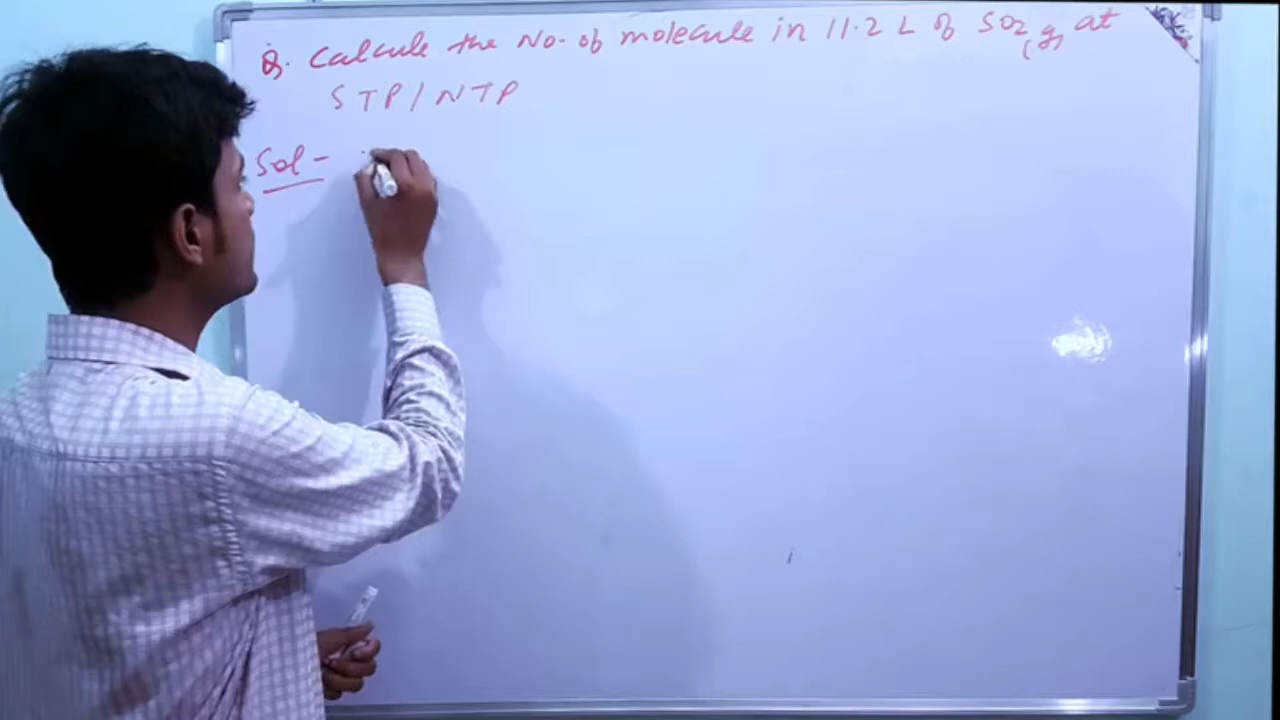 Q. Calcule the No. of molecule in 11.2 L of SO2(g) at
STP/NTP
Sol -